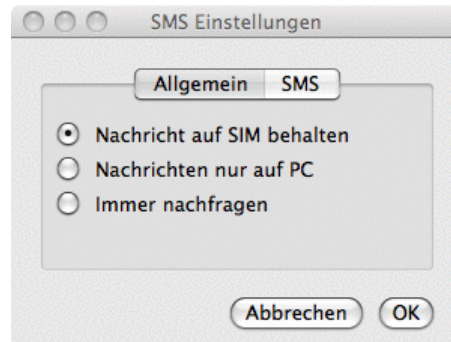 SMS Einstellungen
Allgemein SMS
Nachricht auf SIM behalten
Nachrichten nur auf PC
Immer nachfragen
Abbrechen OK